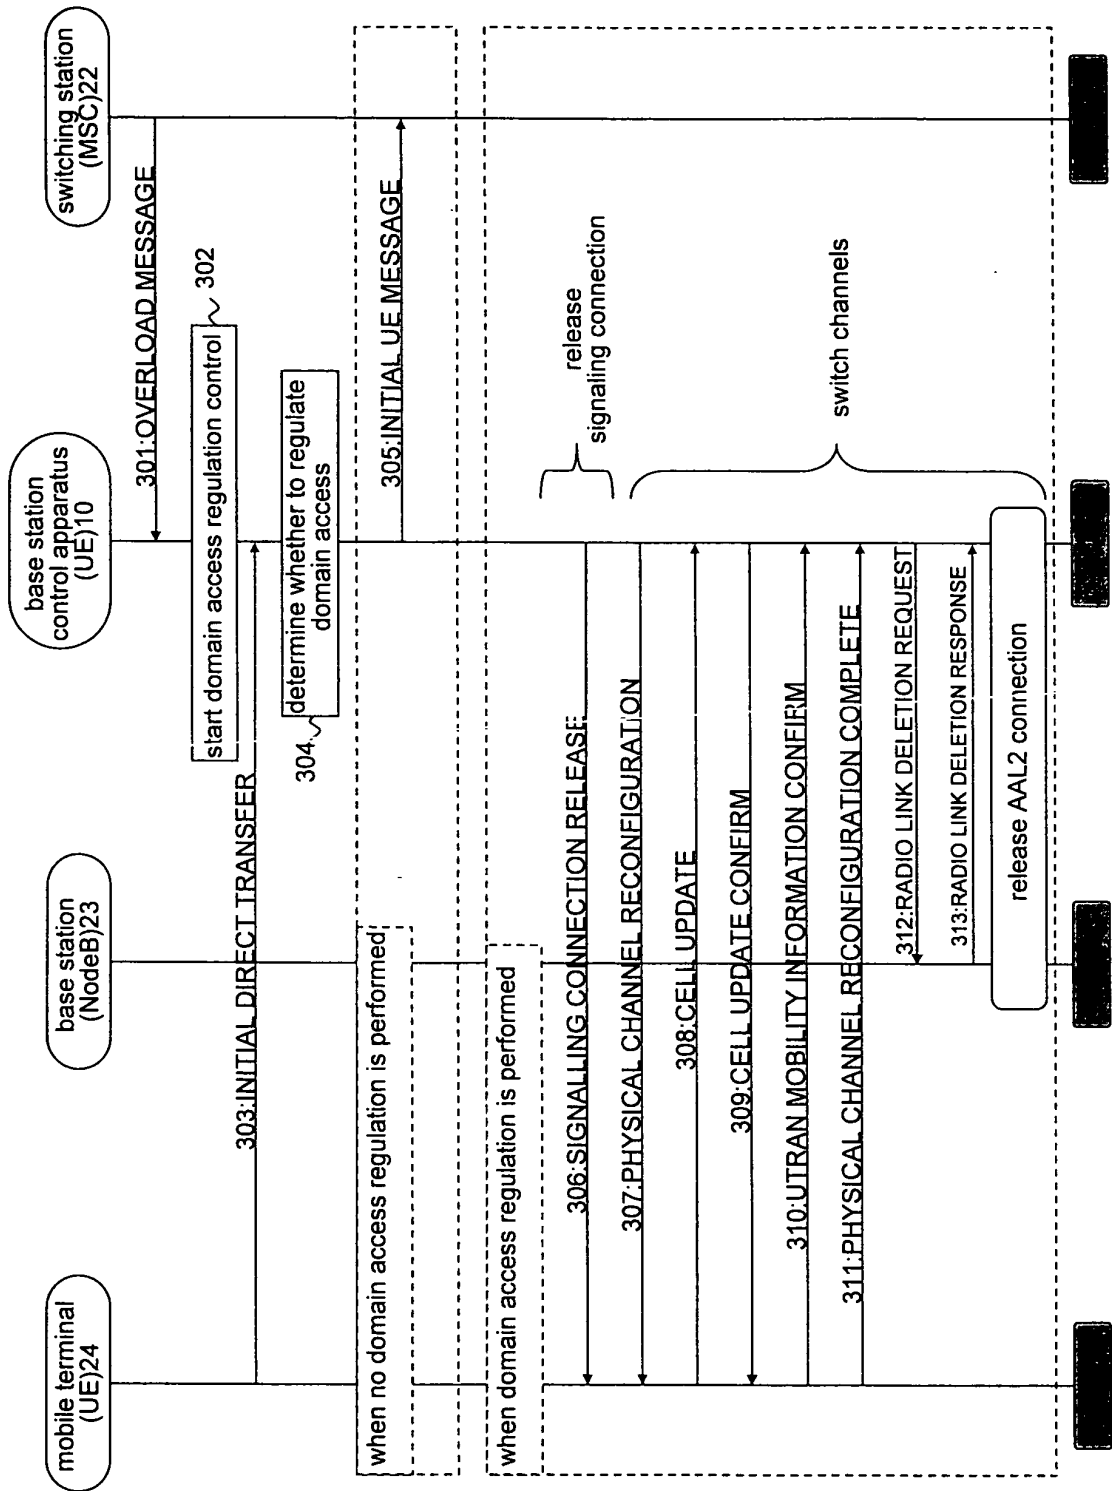 mobile terminal
(UE)24
base station
(NodeB)23
base station
control apparatus
(UE)10
switching station
(MSC)22
301:OVERLOAD MESSAGE
start domain access regulation control
302
303:INITIAL DIRECT TRANSFER
304
determine whether to regulate
domain access
when no domain access regulation is performed
305:INITIAL UE MESSAGE
when domain access regulation is performed
306:SIGNALLING CONNECTION RELEASE
release
signaling connection
307:PHYSICAL CHANNEL RECONFIGURATION
308:CELL UPDATE
309:CELL UPDATE CONFIRM
switch channels
310:UTRAN MOBILITY INFORMATION CONFIRM
311:PHYSICAL CHANNEL RECONFIGURATION COMPLETE
312:RADIO LINK DELETION REQUEST
313:RADIO LINK DELETION RESPONSE
release AAL2 connection